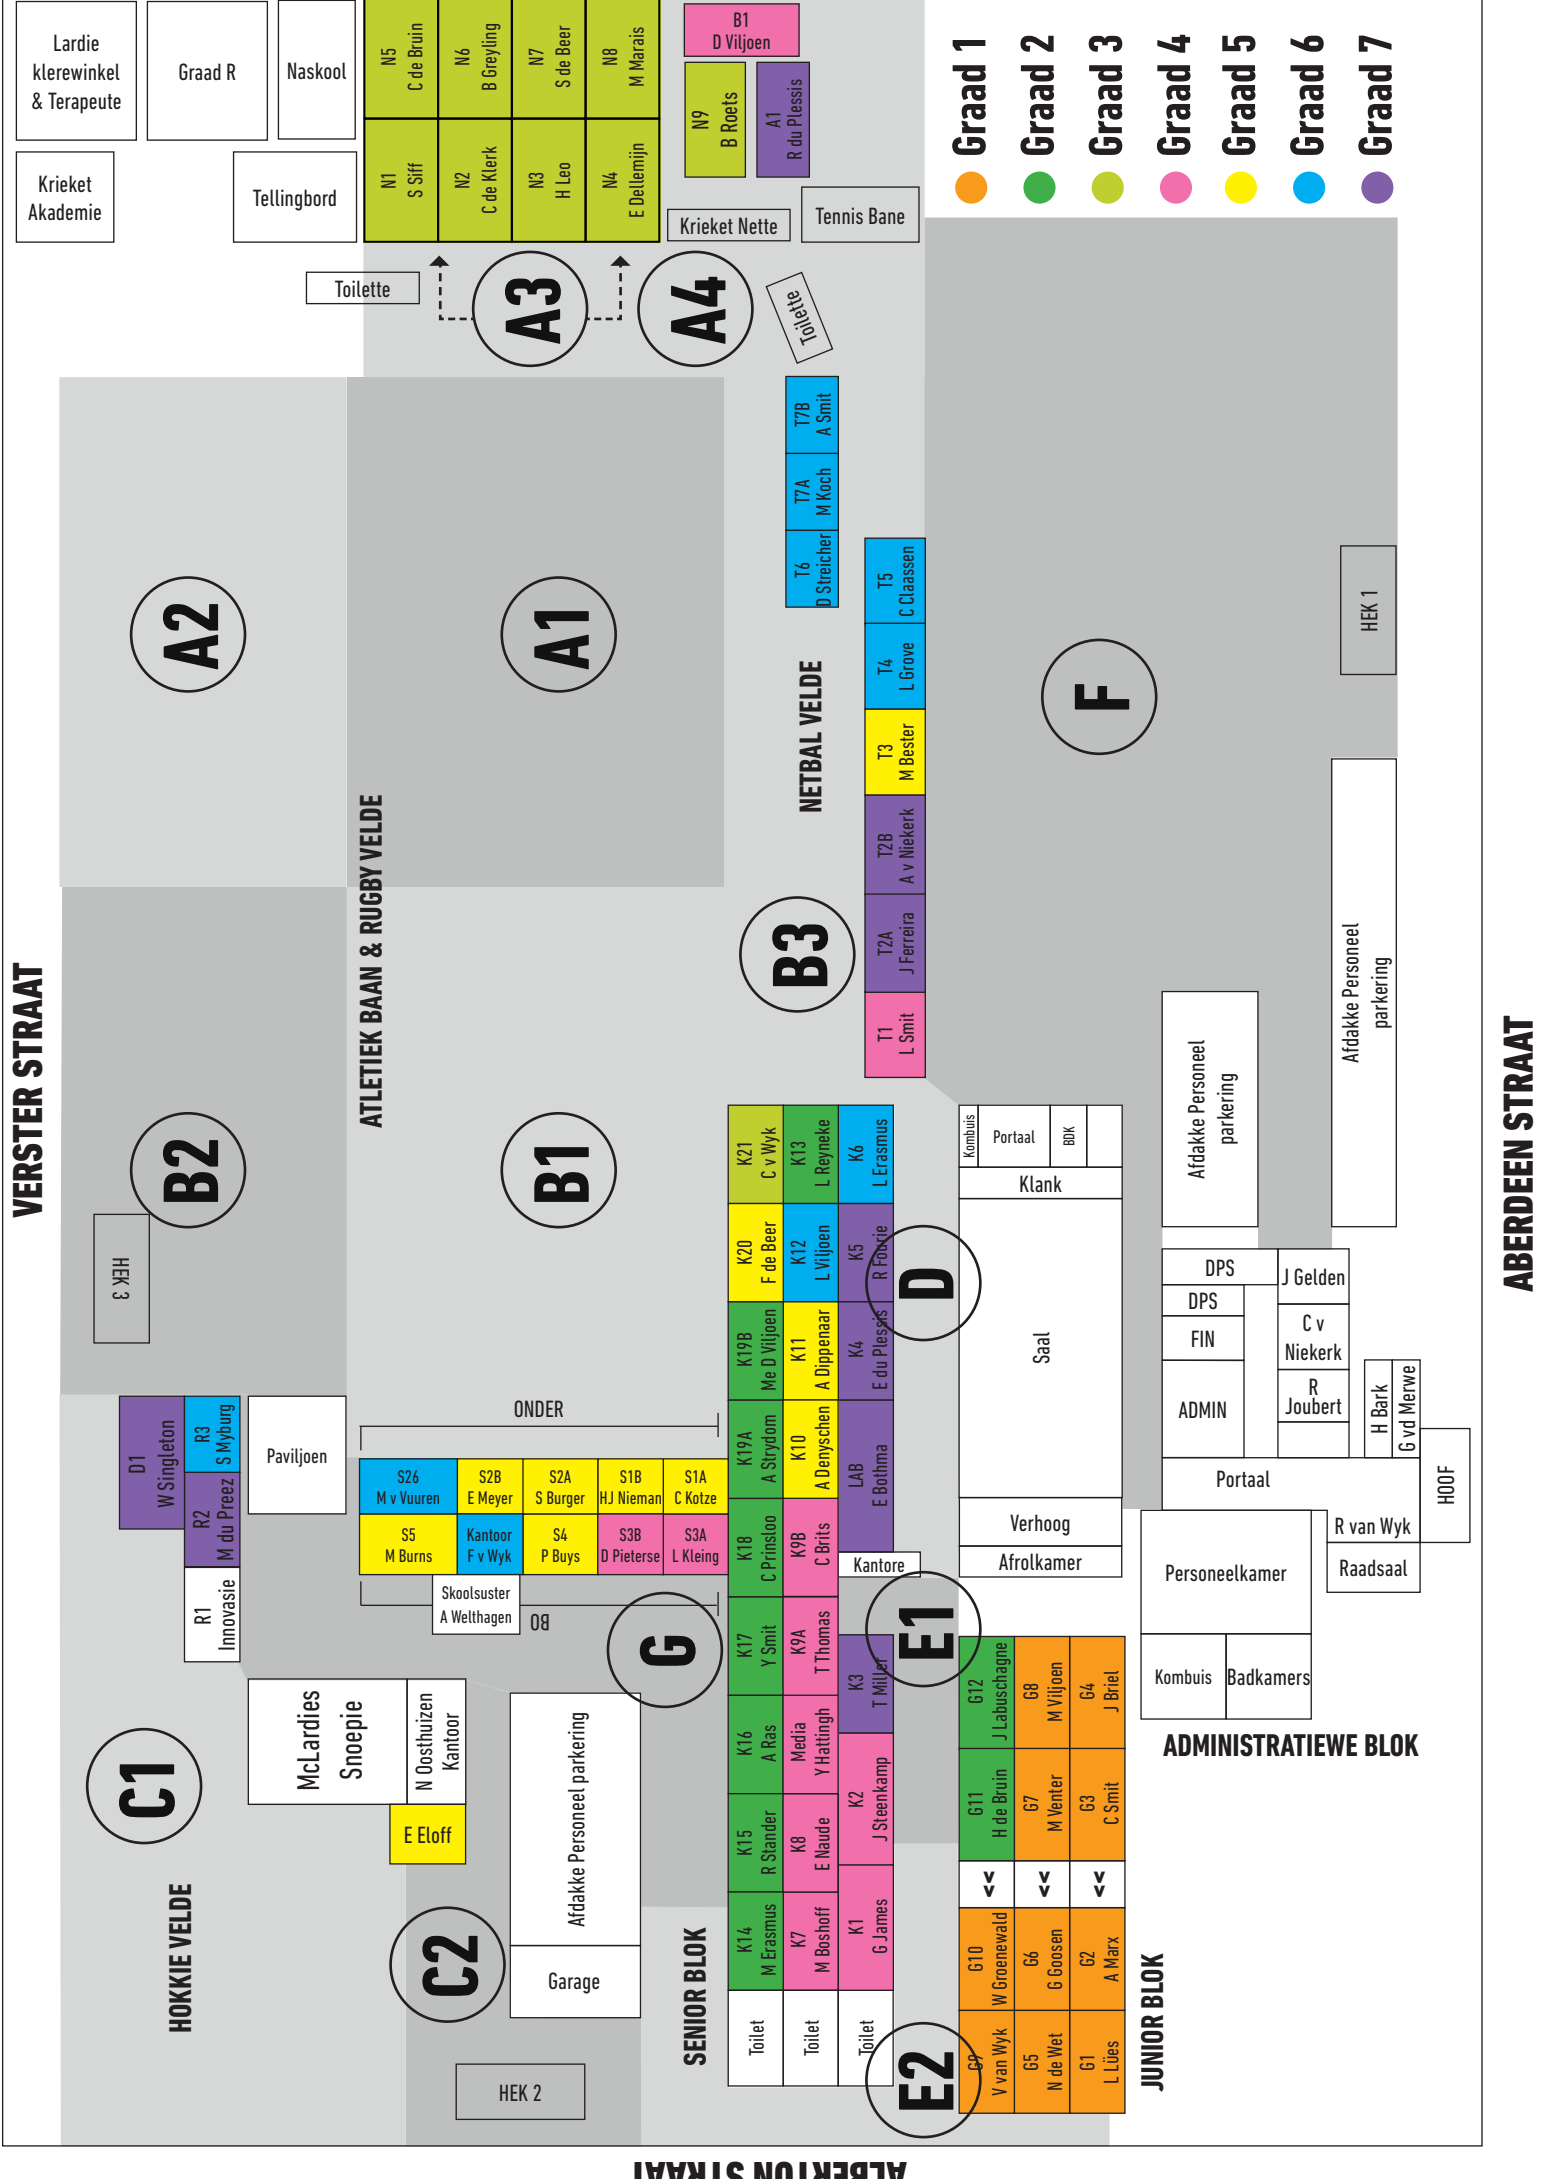 Lardie
klerewinkel
& Terapeute
Graad R
Naskool
Krieket
Akademie
Tellingbord
Toilette
N5
C de Bruin
N6
B Greyling
N7
S de Beer
N8
M Marais
N1
S Siff
N2
C de Klerk
N3
H Leo
N4
E Dellemijn
B1
D Viljoen
N9
B Roets
A1
R du Plessis
Krieket Nette
Tennis Bane
Toilette
A3
A4
Graad 1
Graad 2
Graad 3
Graad 4
Graad 5
Graad 6
Graad 7
A2
A1
T7B
A Smit
T7A
M Koch
T6
D Streicher
T5
C Claassen
T4
L Grove
T3
M Bester
T2B
A v Niekerk
T2A
J Ferreira
T1
L Smit
NETBAL VELDE
ATLETIEK BAAN & RUGBY VELDE
F
HEK 1
B3
B2
B1
HEK 3
VERSTER STRAAT
ABERDEEN STRAAT
Afdakke Personeel
parkering
Afdakke Personeel
parkering
K21
C v Wyk
K13
L Reyneke
K6
L Erasmus
K20
F de Beer
K12
L Viljoen
K5
R Fourie
K19B
Me D Viljoen
K11
A Dippenaar
K4
E du Plessis
K19A
A Strydom
K10
A Denyschen
LAB
E Bothma
K18
C Prinsloo
K9B
C Brits
Kantore
K17
Y Smit
K9A
T Thomas
K3
T Miller
K16
A Ras
Media
Y Hattingh
K2
J Steenkamp
K15
R Stander
K8
E Naude
K14
M Erasmus
K7
M Boshoff
K1
G James
Toilet
Toilet
Toilet
SENIOR BLOK
D
E1
E2
G
Kombuis
Portaal
BDK
Klank
Saal
Verhoog
Afrolkamer
DPS
DPS
FIN
ADMIN
J Gelden
C v
Niekerk
R
Joubert
H Bark
G vd Merwe
Portaal
HOOF
R van Wyk
Raadsaal
Personeelkamer
Kombuis
Badkamers
ADMINISTRATIEWE BLOK
G12
J Labuschagne
G8
M Viljoen
G4
J Briel
G11
H de Bruin
G7
M Venter
G3
C Smit
<<
<<
<<
G10
W Groenewald
G6
G Goosen
G2
A Marx
G9
V van Wyk
G5
N de Wet
G1
L Lües
JUNIOR BLOK
D1
W Singleton
R3
S Myburg
R2
M du Preez
R1
Innovasie
Paviljoen
ONDER
S26
M v Vuuren
S2B
E Meyer
S2A
S Burger
S1B
HJ Nieman
S1A
C Kotze
S5
M Burns
Kantoor
F v Wyk
S4
P Buys
S3B
D Pieterse
S3A
L Kleing
Skoolsuster
A Welthagen
BO
McLardies
Snoepie
N Oosthuizen
Kantoor
E Eloff
C1
C2
HOKKIE VELDE
Afdakke Personeel parkering
Garage
HEK 2
ALBERTON STRAAT